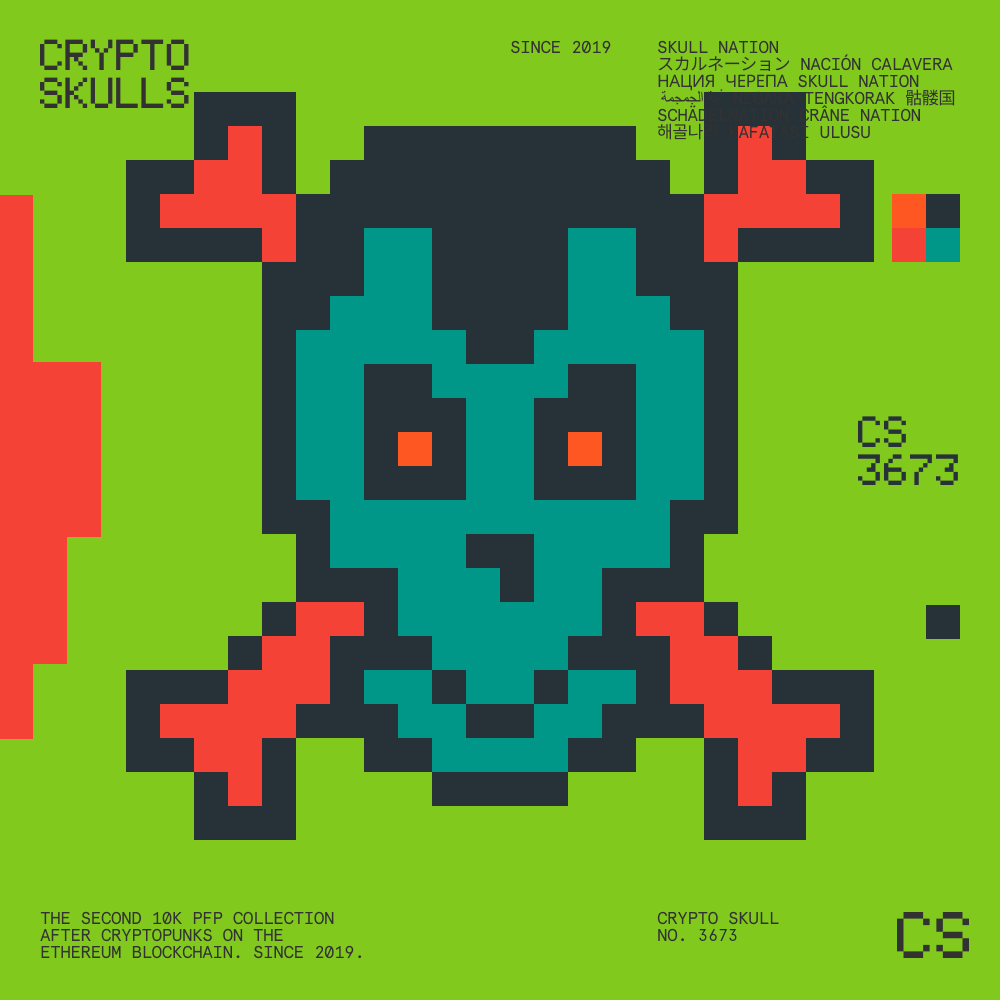 CRYPTO
SKULLS
SINCE 2019
SKULL NATION
スカルネーション NACIÓN CALAVERA
НАЦИЯ ЧЕРЕПА SKULL NATION
الجمجمة TENGKORAK 骷髅国
CRÂNE NATION
ULUSU
CS
3673
THE SECOND 10K PFP COLLECTION
AFTER CRYPTOPUNKS ON THE
ETHEREUM BLOCKCHAIN. SINCE 2019.
CRYPTO SKULL
NO. 3673
CS